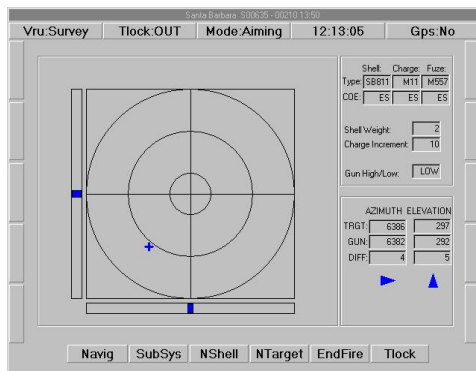 Santa Barbara S00635 - 00210 13:50
Vru:Survey Tlock:OUT Mode:Aiming 12:13:05 Gps:No
Shell: Charge: Fuze:
Type: SB811 M11 M557
COE: ES ES ES
Shell Weight: 2
Charge Increment: 10
Gun High/Low: LOW
AZIMUTH ELEVATION
TRGT: 6386 297
GUN: 6382 292
DIFF: 4 5
Navig SubSys NShell NTarget EndFire Tlock